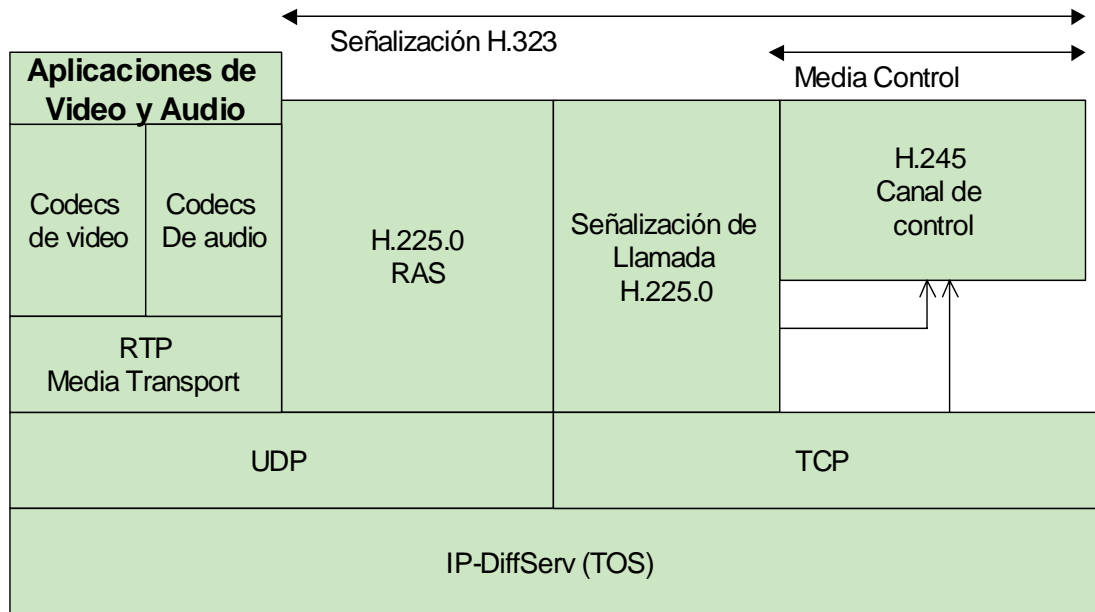 Señalización H.323
Media Control
Aplicaciones de
Video y Audio
Codecs
de video
Codecs
De audio
H.225.0
RAS
Señalización de
Llamada
H.225.0
H.245
Canal de
control
RTP
Media Transport
UDP
TCP
IP-DiffServ (TOS)